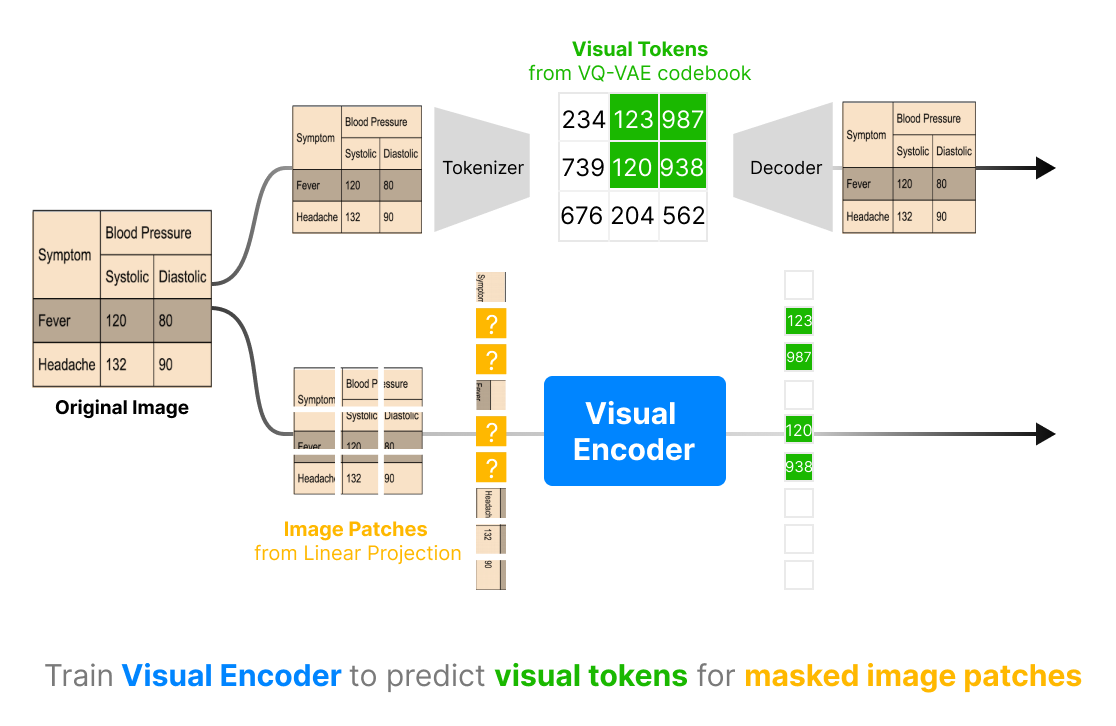 Visual Tokens
from VQ-VAE codebook
Symptom Blood Pressure
Systolic Diastolic
Fever 120 80
Headache 132 90
Tokenizer
234 123 987
739 120 938
676 204 562
Decoder
Symptom Blood Pressure
Systolic Diastolic
Fever 120 80
Headache 132 90
Symptom Blood Pressure
Systolic Diastolic
Fever 120 80
Headache 132 90
Original Image
Symptom Blood Pressure
Systolic Diastolic
Fever 120 80
Headache 132 90
Image Patches
from Linear Projection
Symptom
?
?
Fever
?
?
Headach
132
90
Visual
Encoder
123
987
120
938
Train Visual Encoder to predict visual tokens for masked image patches